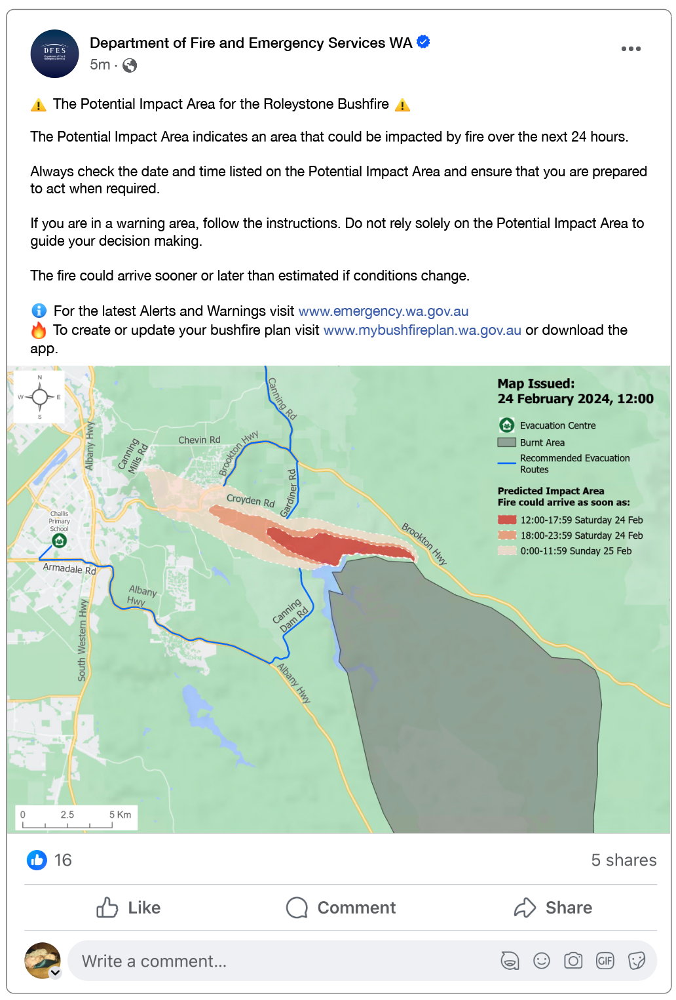 DFES
Department of Fire &
Emergency Services
Department of Fire and Emergency Services WA
5m ·
The Potential Impact Area for the Roleystone Bushfire
The Potential Impact Area indicates an area that could be impacted by fire over the next 24 hours.
Always check the date and time listed on the Potential Impact Area and ensure that you are prepared
to act when required.
If you are in a warning area, follow the instructions. Do not rely solely on the Potential Impact Area to
guide your decision making.
The fire could arrive sooner or later than estimated if conditions change.
For the latest Alerts and Warnings visit www.emergency.wa.gov.au
To create or update your bushfire plan visit www.mybushfireplan.wa.gov.au or download the
app.
N
W E
S
Albany Hwy
Canning
Mills Rd
Chevin Rd
Brookton Hwy
Canning Rd
Croyden Rd
Gardiner Rd
Brookton Hwy
Challis
Primary
School
Armadale Rd
Albany
Hwy
South Western Hwy
Canning
Dam Rd
Albany Hwy
0 2.5 5 Km
Map Issued:
24 February 2024, 12:00
Evacuation Centre
Burnt Area
Recommended Evacuation
Routes
Predicted Impact Area
Fire could arrive as soon as:
12:00-17:59 Saturday 24 Feb
18:00-23:59 Saturday 24 Feb
0:00-11:59 Sunday 25 Feb
16
5 shares
Like
Comment
Share
Write a comment...
GIF